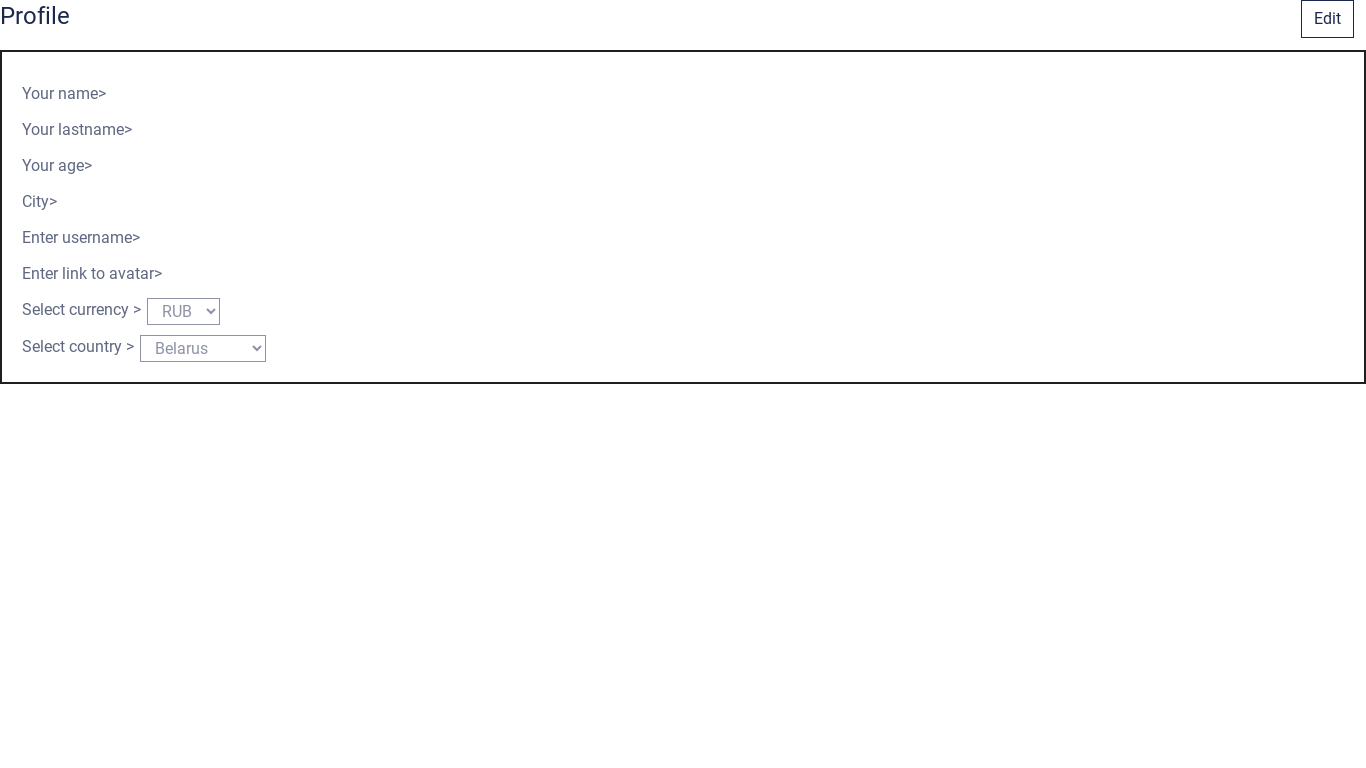 Profile
Edit
Your name>
Your lastname>
Your age>
City>
Enter username>
Enter link to avatar>
Select currency > RUB
Select country > Belarus